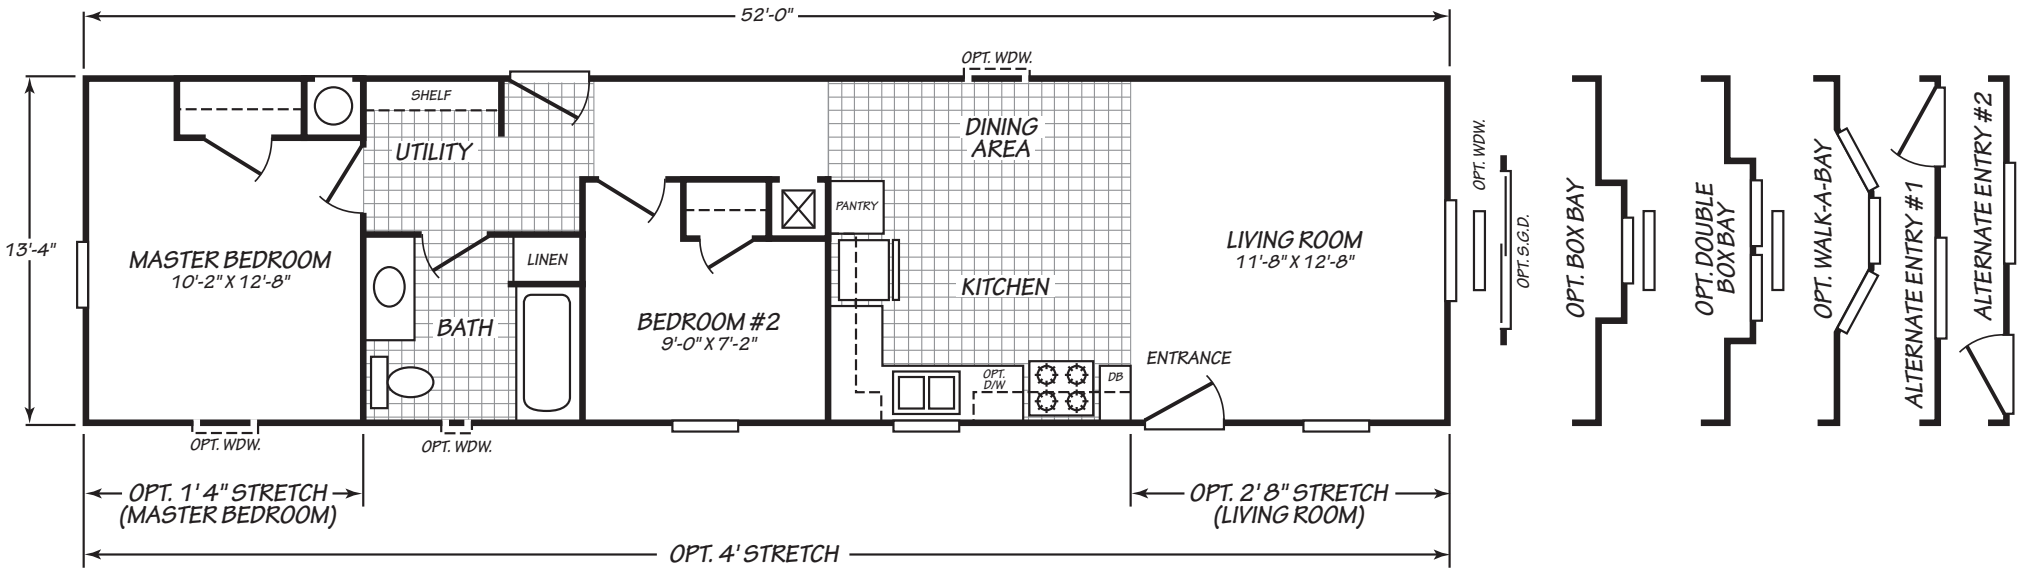 52'-0"
OPT. WDW.
13'-4"
SHELF
UTILITY
DINING
AREA
MASTER BEDROOM
10'-2" X 12'-8"
LINEN
BATH
PANTRY
BEDROOM #2
9'-0" X 7'-2"
KITCHEN
LIVING ROOM
11'-8" X 12'-8"
ENTRANCE
OPT.
D/W
DB
OPT. WDW.
OPT. WDW.
OPT. WDW.
OPT. S.G.D.
OPT. BOX BAY
OPT. DOUBLE
BOX BAY
OPT. WALK-A-BAY
ALTERNATE ENTRY #1
ALTERNATE ENTRY #2
OPT. 1' 4" STRETCH
(MASTER BEDROOM)
OPT. 2' 8" STRETCH
(LIVING ROOM)
OPT. 4' STRETCH